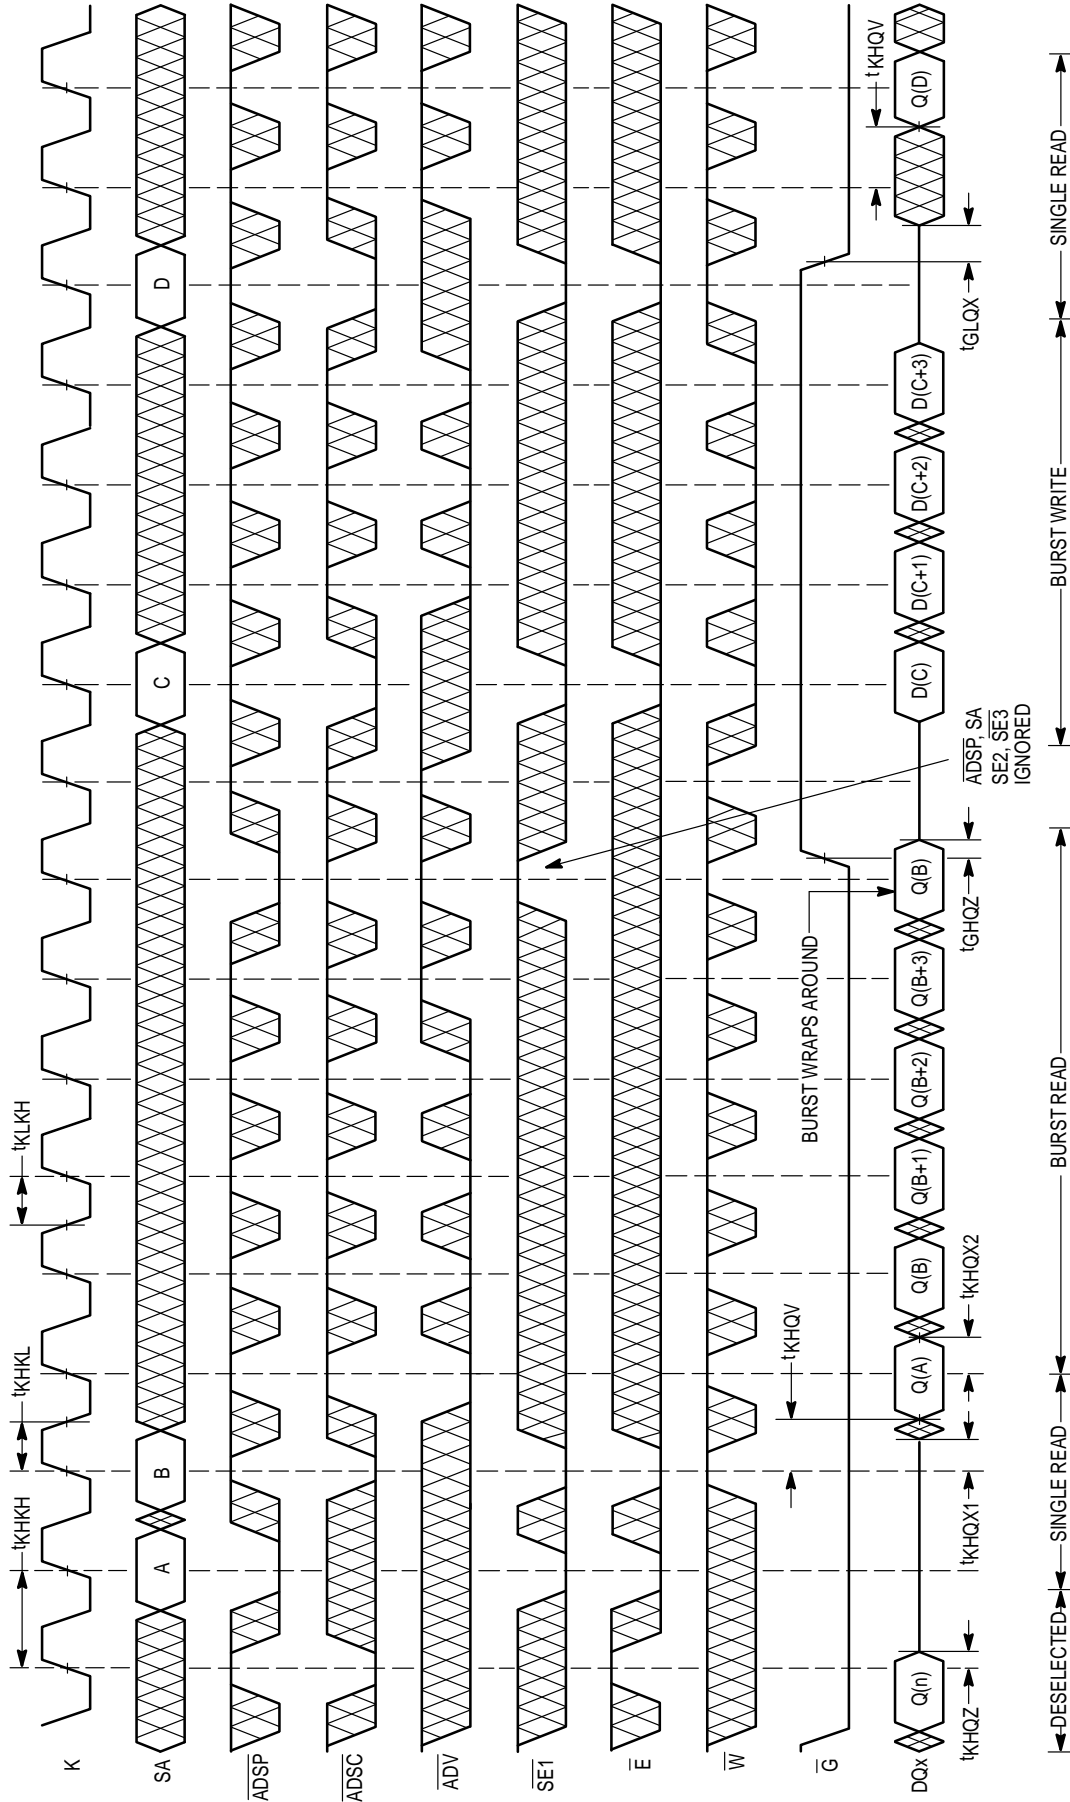 tKHKH
tKHKL
tKLKH
K
SA
A
B
C
D
ADSP
ADSC
ADV
SE1
E
W
G
BURST WRAPS AROUND
ADSP, SA
SE2, SE3
IGNORED
tKHQV
tKHQV
DQx
Q(n)
Q(A)
Q(B)
Q(B+1)
Q(B+2)
Q(B+3)
Q(B)
D(C)
D(C+1)
D(C+2)
D(C+3)
Q(D)
tKHQZ
tKHQX1
tKHQX2
tGHQZ
tGLQX
DESELECTED
SINGLE READ
BURST READ
BURST WRITE
SINGLE READ